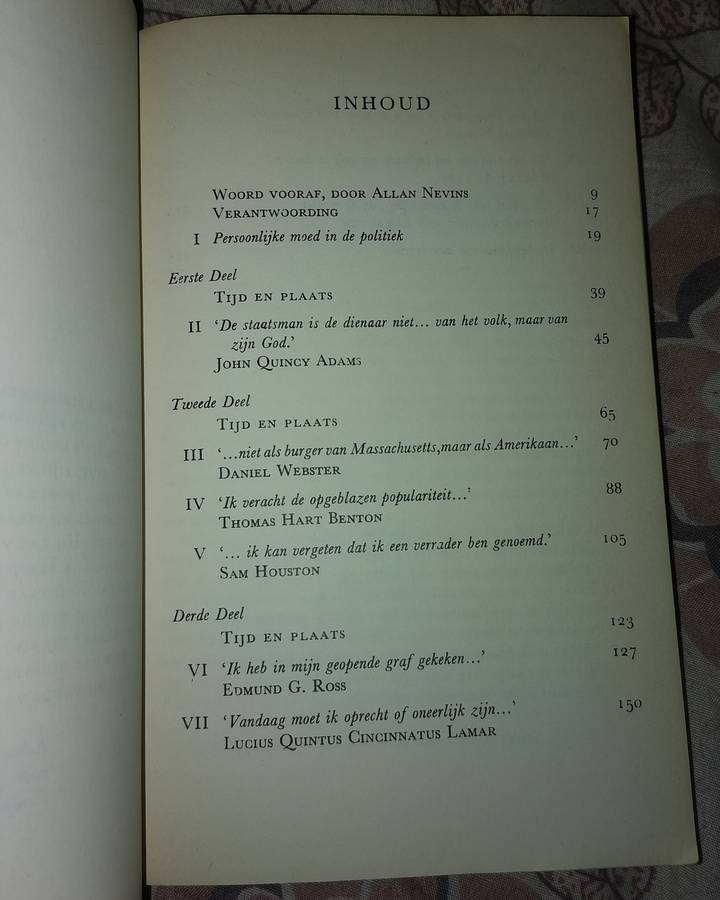 INHOUD
WOORD VOORAF, DOOR ALLAN NEVINS 9
VERANTWOORDING 17
I Persoonlijke moed in de politiek 19
Eerste Deel
TIJD EN PLAATS 39
II ‘De staatsman is de dienaar niet... van het volk, maar van
zijn God.’ 45
JOHN QUINCY ADAMS
Tweede Deel
TIJD EN PLAATS 65
III ‘...niet als burger van Massachusetts,maar als Amerikaan...’ 70
DANIEL WEBSTER
IV ‘Ik veracht de opgeblazen populariteit...’ 88
THOMAS HART BENTON
V ‘... ik kan vergeten dat ik een verrader ben genoemd.’ 105
SAM HOUSTON
Derde Deel
TIJD EN PLAATS 123
VI ‘Ik heb in mijn geopende graf gekeken...’ 127
EDMUND G. ROSS
VII ‘Vandaag moet ik oprecht of oneerlijk zijn...’ 150
LUCIUS QUINTUS CINCINNATUS LAMAR